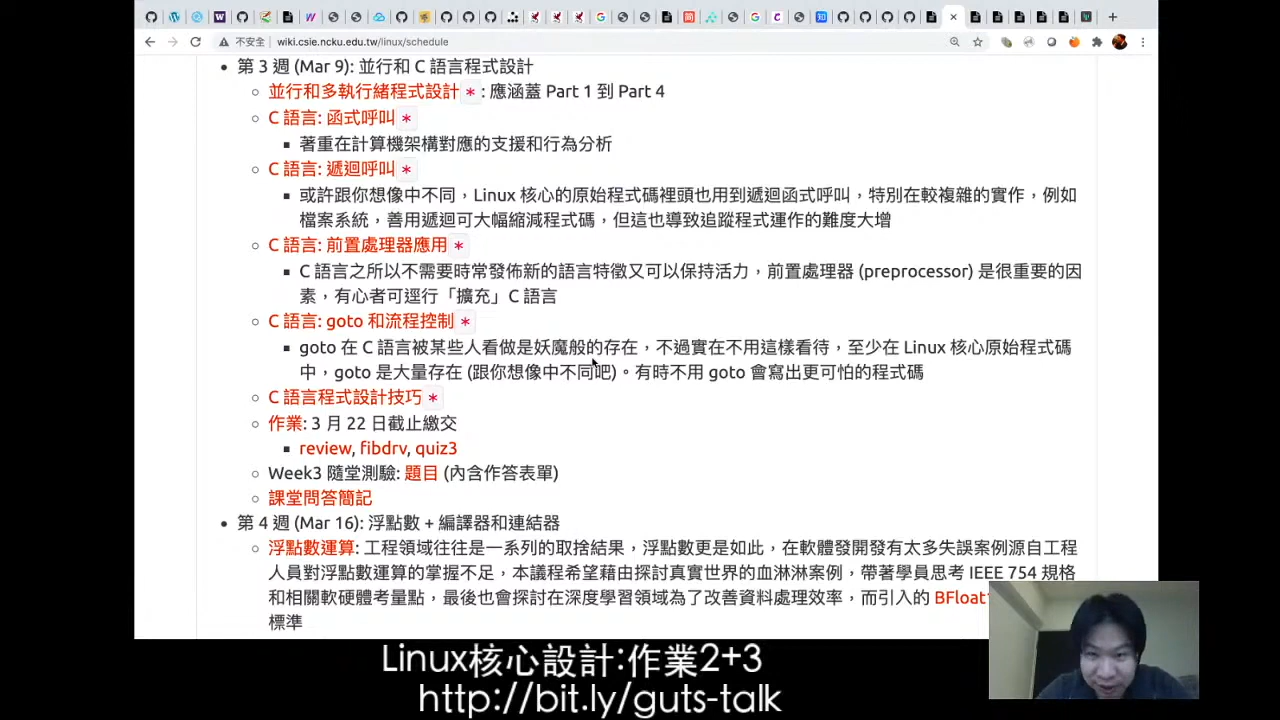 不安全 wiki.csie.ncku.edu.tw/linux/schedule
第 3 週 (Mar 9): 並行和 C 語言程式設計
並行和多執行緒程式設計 * : 應涵蓋 Part 1 到 Part 4
C 語言: 函式呼叫 *
著重在計算機架構對應的支援和行為分析
C 語言: 遞迴呼叫 *
或許跟你想像中不同，Linux 核心的原始程式碼裡頭也用到遞迴函式呼叫，特別在較複雜的實作，例如
檔案系統，善用遞迴可大幅縮減程式碼，但這也導致追蹤程式運作的難度大增
C 語言: 前置處理器應用 *
C 語言之所以不需要時常發佈新的語言特徵又可以保持活力，前置處理器 (preprocessor) 是很重要的因
素，有心者可逕行「擴充」C 語言
C 語言: goto 和流程控制 *
goto 在 C 語言被某些人看做是妖魔般的存在，不過實在不用這樣看待，至少在 Linux 核心原始程式碼
中，goto 是大量存在 (跟你想像中不同吧)。有時不用 goto 會寫出更可怕的程式碼
C 語言程式設計技巧 *
作業: 3 月 22 日截止繳交
review, fibdrv, quiz3
Week3 隨堂測驗: 題目 (內含作答表單)
課堂問答簡記
第 4 週 (Mar 16): 浮點數 + 編譯器和連結器
浮點數運算: 工程領域往往是一系列的取捨結果，浮點數更是如此，在軟體發開發有太多失誤案例源自工程
人員對浮點數運算的掌握不足，本議程希望藉由探討真實世界的血淋淋案例，帶著學員思考 IEEE 754 規格
和相關軟硬體考量點，最後也會探討在深度學習領域為了改善資料處理效率，而引入的 BFloat
標準
Linux核心設計:作業2+3
http://bit.ly/guts-talk